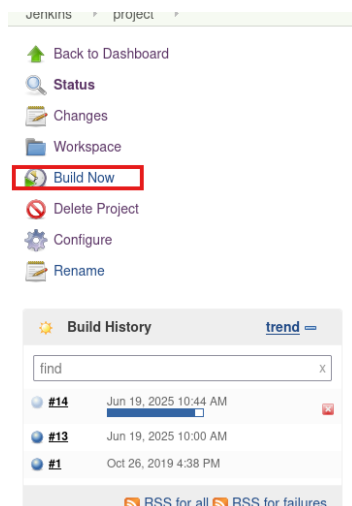 Jenkins project
Back to Dashboard
Status
Changes
Workspace
Build Now
Delete Project
Configure
Rename
Build History trend
find x
#14 Jun 19, 2025 10:44 AM
#13 Jun 19, 2025 10:00 AM
#1 Oct 26, 2019 4:38 PM
RSS for all RSS for failures